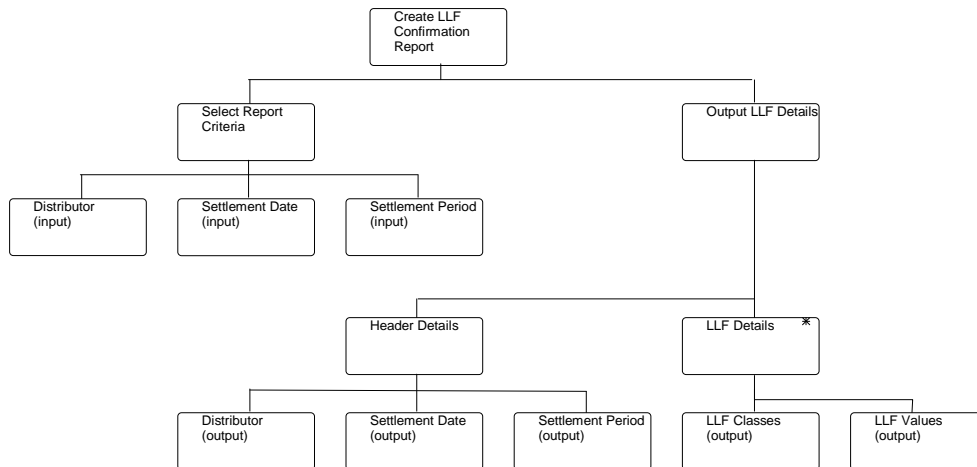 Create LLF
Confirmation
Report
Select Report
Criteria
Output LLF Details
Distributor
(input)
Settlement Date
(input)
Settlement Period
(input)
Header Details
LLF Details
*
Distributor
(output)
Settlement Date
(output)
Settlement Period
(output)
LLF Classes
(output)
LLF Values
(output)